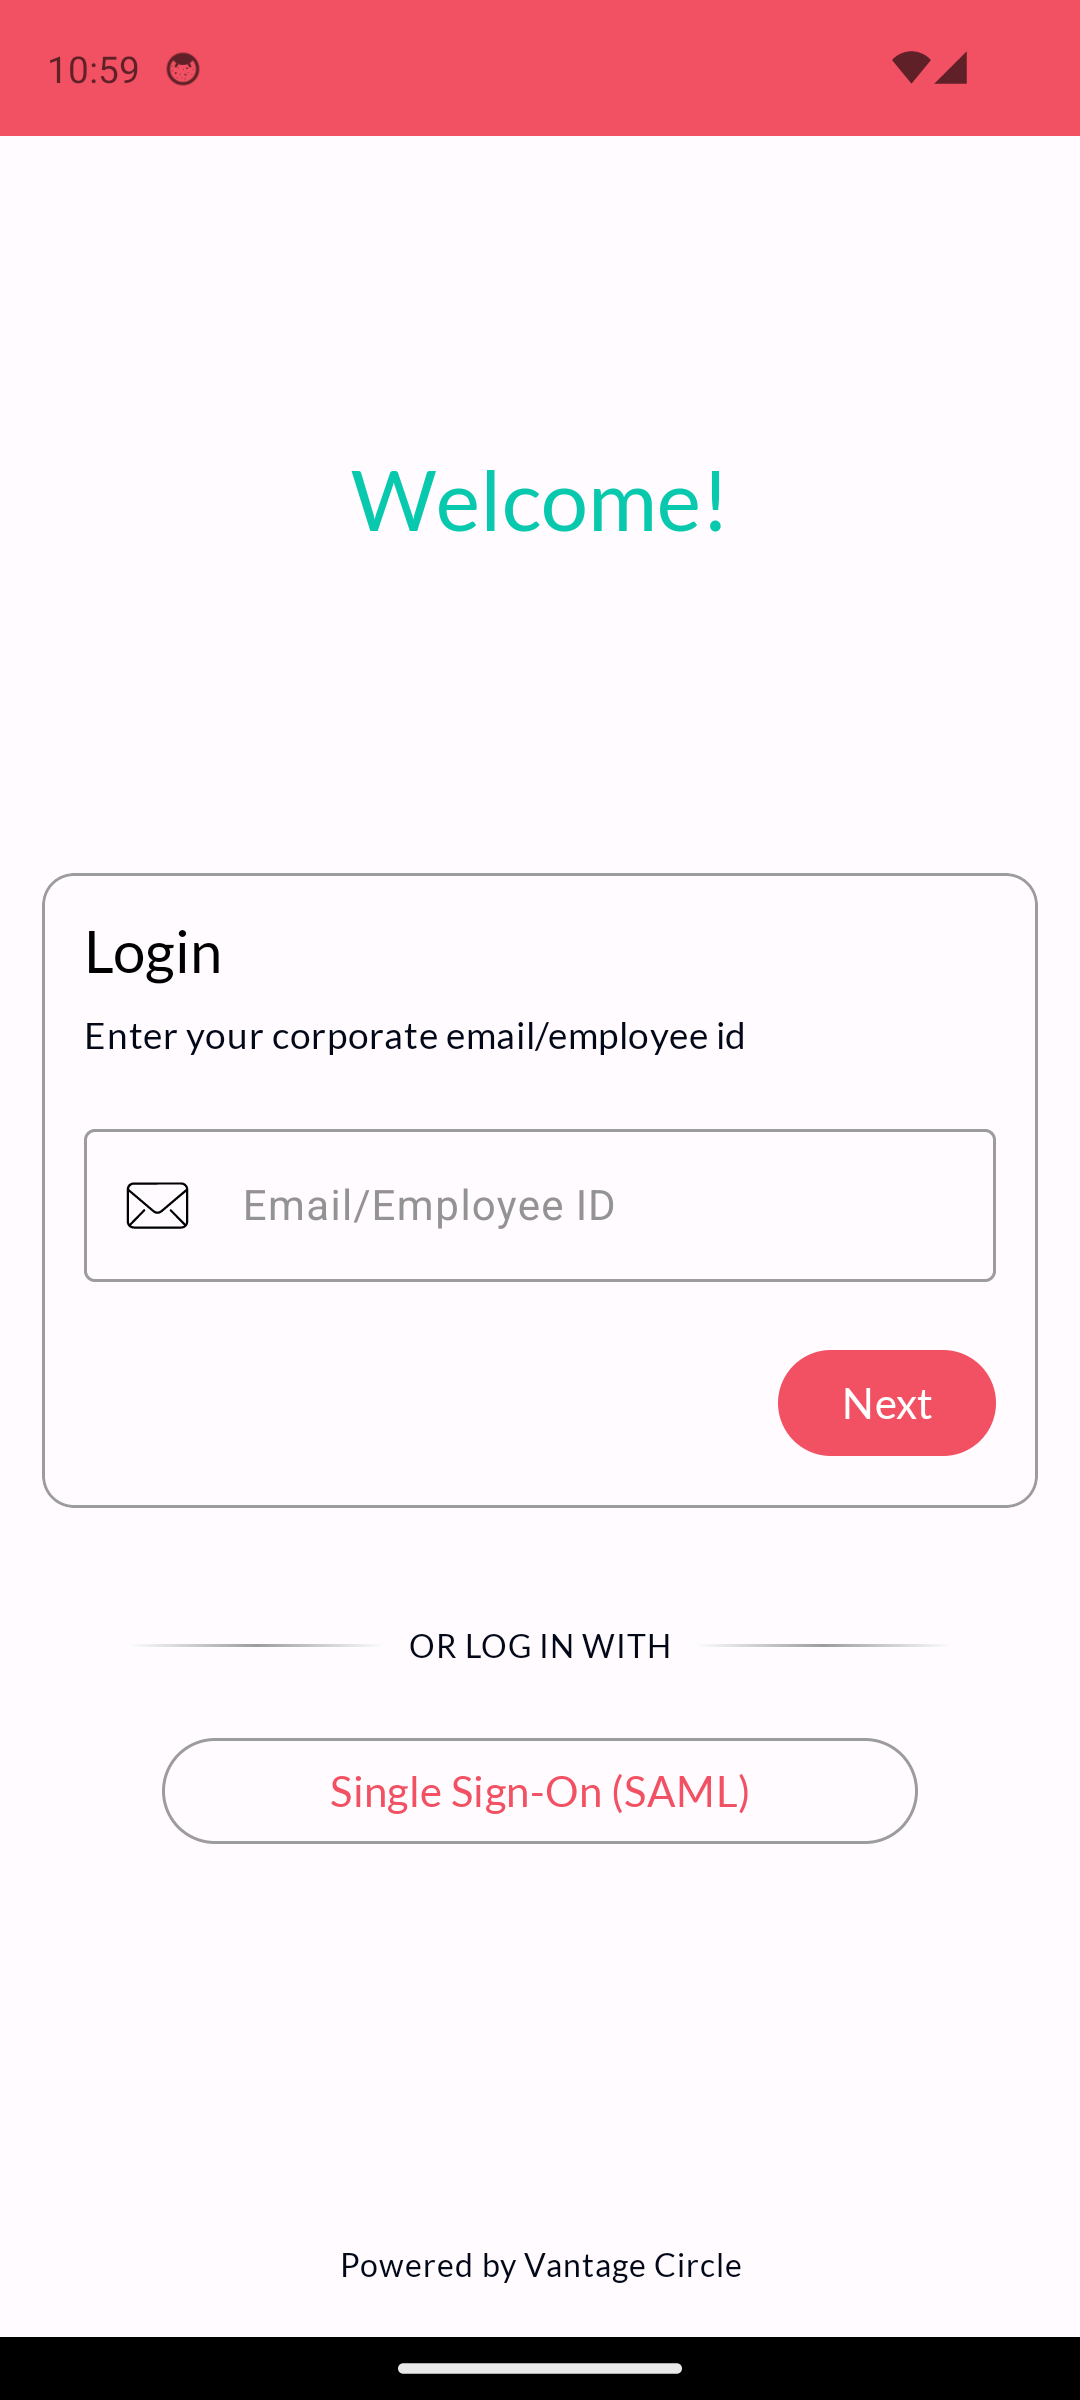 10:59
Welcome!
Login
Enter your corporate email/employee id
Email/Employee ID
Next
OR LOG IN WITH
Single Sign-On (SAML)
Powered by Vantage Circle